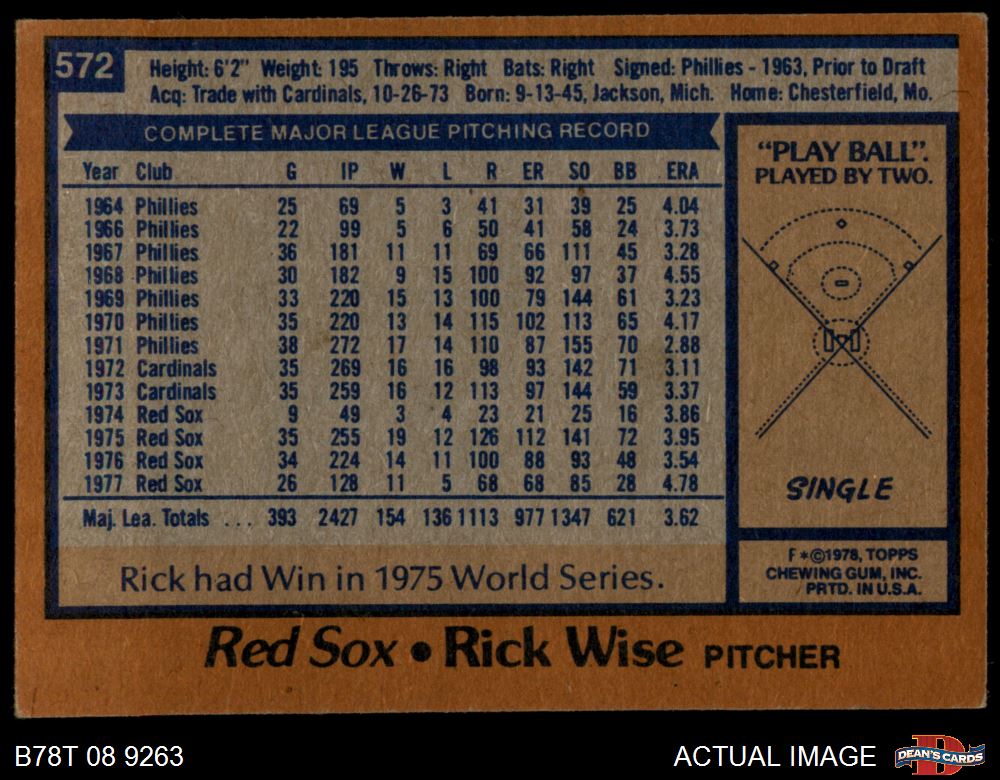 572
Height: 6'2" Weight: 195 Throws: Right Bats: Right Signed: Phillies - 1963, Prior to Draft
Acq: Trade with Cardinals, 10-26-73 Born: 9-13-45, Jackson, Mich. Home: Chesterfield, Mo.
COMPLETE MAJOR LEAGUE PITCHING RECORD
Year Club G IP W L R ER SO BB ERA
1964 Phillies 25 69 5 3 41 31 39 25 4.04
1966 Phillies 22 99 5 6 50 41 58 24 3.73
1967 Phillies 36 181 11 11 69 66 111 45 3.28
1968 Phillies 30 182 9 15 100 92 97 37 4.55
1969 Phillies 33 220 15 13 100 79 144 61 3.23
1970 Phillies 35 220 13 14 115 102 113 65 4.17
1971 Phillies 38 272 17 14 110 87 155 70 2.88
1972 Cardinals 35 269 16 16 98 93 142 71 3.11
1973 Cardinals 35 259 16 12 113 97 144 59 3.37
1974 Red Sox 9 49 3 4 23 21 25 16 3.86
1975 Red Sox 35 255 19 12 126 112 141 72 3.95
1976 Red Sox 34 224 14 11 100 88 93 48 3.54
1977 Red Sox 26 128 11 5 68 68 85 28 4.78
Maj. Lea. Totals ... 393 2427 154 136 1113 977 1347 621 3.62
Rick had Win in 1975 World Series.
"PLAY BALL".
PLAYED BY TWO.
SINGLE
F*©1978, TOPPS
CHEWING GUM, INC.
PRTD. IN U.S.A.
Red Sox • Rick Wise PITCHER
B78T 08 9263
ACTUAL IMAGE
D
DEAN'S CARDS